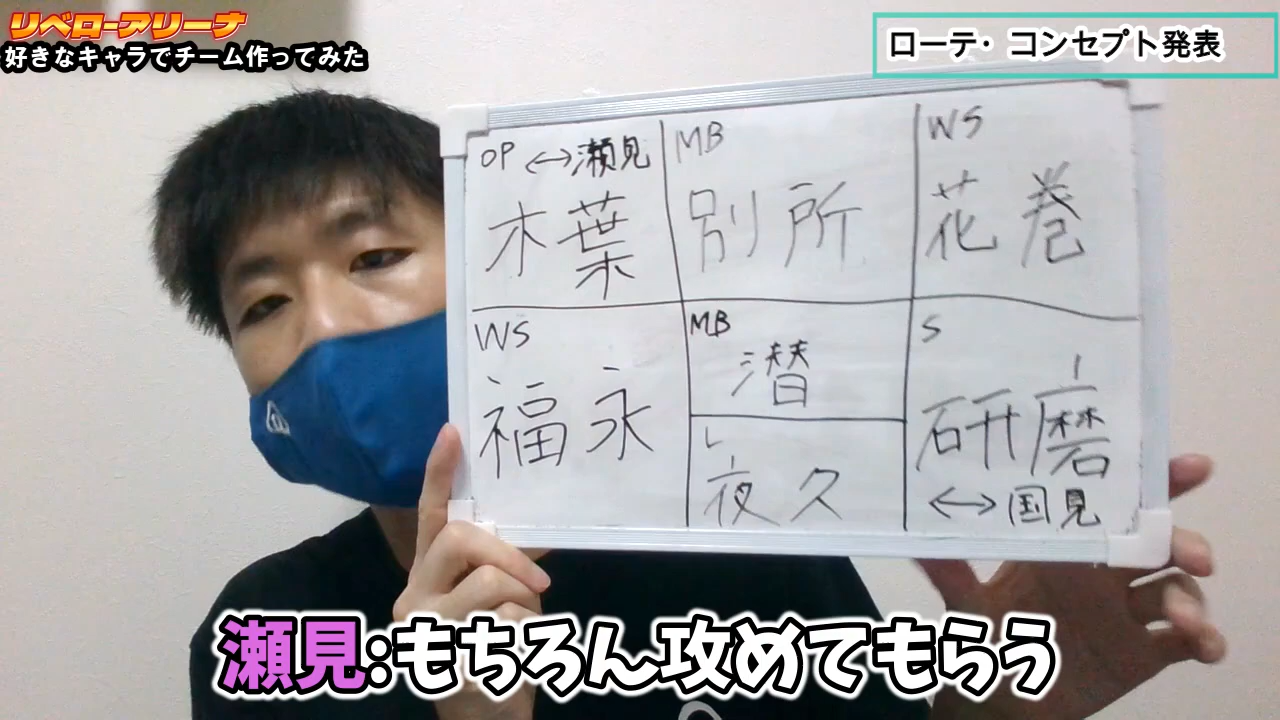 リベローアリーナ
好きなキャラでチーム作ってみた
ローテ・コンセプト発表
OP ↔瀬見
木葉
MB
別所
WS
花巻
WS
福永
MB
潜
L
夜久
S
研磨
↔国見
瀬見:もちろん攻めてもらう